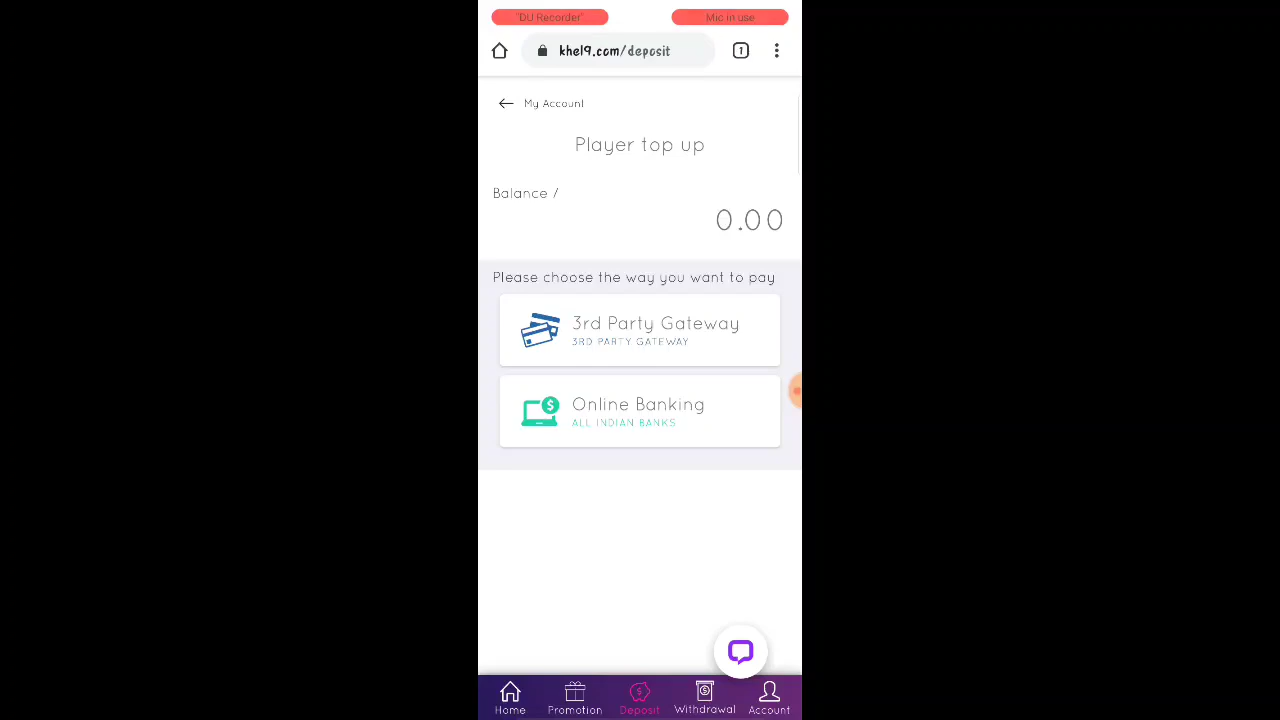 "DU Recorder"
Mic in use
khel9.com/deposit
1
My Account
Player top up
Balance /
0.00
Please choose the way you want to pay
3rd Party Gateway
3RD PARTY GATEWAY
Online Banking
ALL INDIAN BANKS
Home
Promotion
Deposit
Withdrawal
Account